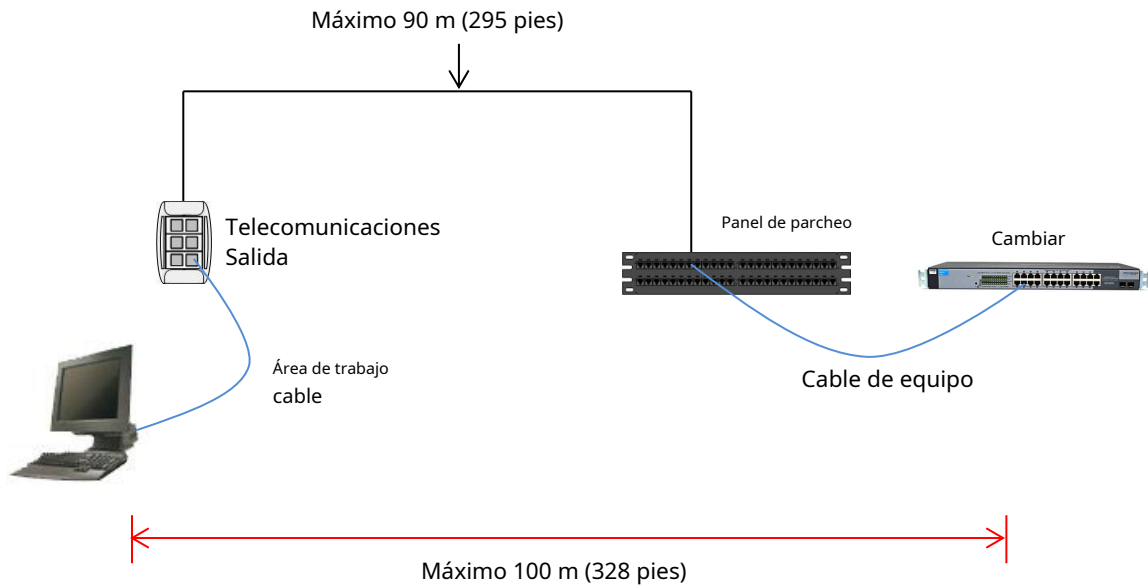 Máximo 90 m (295 pies)
Telecomunicaciones
Salida
Panel de parcheo
Cambiar
Área de trabajo
cable
Cable de equipo
Máximo 100 m (328 pies)